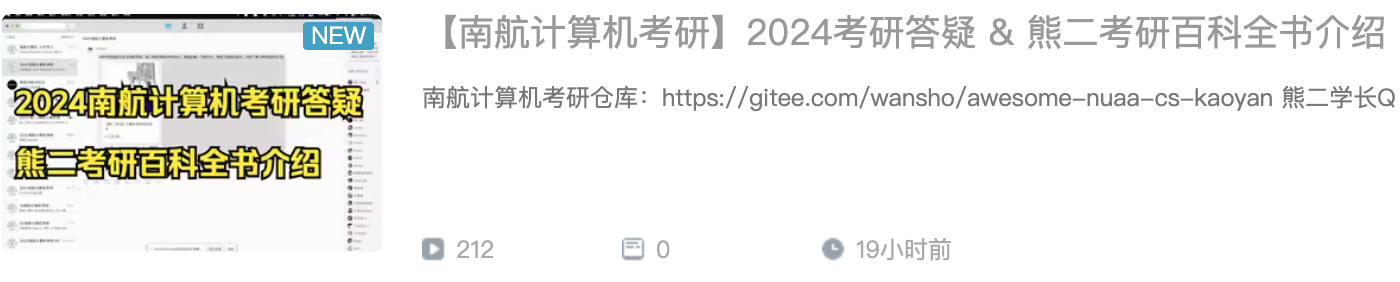 NEW
2024南航计算机考研答疑
熊二考研百科全书介绍
【南航计算机考研】2024考研答疑 & 熊二考研百科全书介绍
南航计算机考研仓库：https://gitee.com/wansho/awesome-nuaa-cs-kaoyan 熊二学长Q
212
0
19小时前